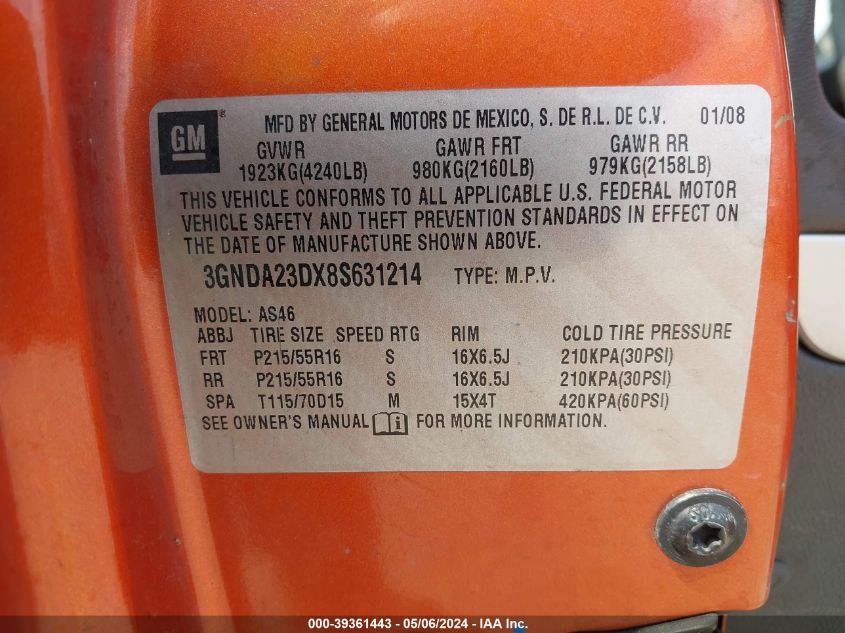 GM ® MFD BY GENERAL MOTORS DE MEXICO, S. DE R.L. DE C.V. 01/08
GVWR GAWR FRT GAWR RR
1923KG(4240LB) 980KG(2160LB) 979KG(2158LB)
THIS VEHICLE CONFORMS TO ALL APPLICABLE U.S. FEDERAL MOTOR
VEHICLE SAFETY AND THEFT PREVENTION STANDARDS IN EFFECT ON
THE DATE OF MANUFACTURE SHOWN ABOVE.
3GNDA23DX8S631214 TYPE: M.P.V.
MODEL: AS46
ABBJ TIRE SIZE SPEED RTG RIM COLD TIRE PRESSURE
FRT P215/55R16 S 16X6.5J 210KPA(30PSI)
RR P215/55R16 S 16X6.5J 210KPA(30PSI)
SPA T115/70D15 M 15X4T 420KPA(60PSI)
SEE OWNER'S MANUAL FOR MORE INFORMATION.
000-39361443 - 05/06/2024 - IAA Inc.